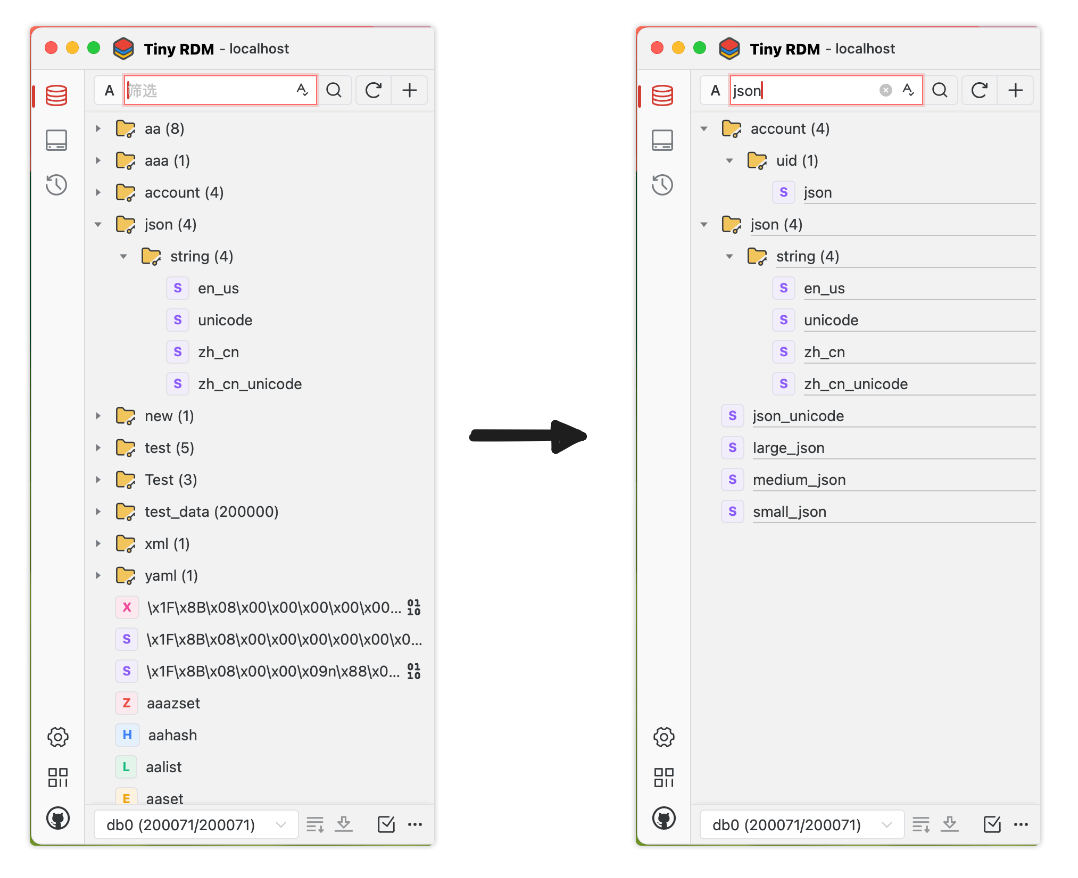 Tiny RDM - localhost
A 筛选
aa (8)
aaa (1)
account (4)
json (4)
string (4)
S en_us
S unicode
S zh_cn
S zh_cn_unicode
new (1)
test (5)
Test (3)
test_data (200000)
xml (1)
yaml (1)
X \x1F\x8B\x08\x00\x00\x00\x00\x00... 01 10
S \x1F\x8B\x08\x00\x00\x00\x00\x00\x0...
S \x1F\x8B\x08\x00\x00\x09n\x88\x0... 01 10
Z aaazset
H aahash
L aalist
E aaset
db0 (200071/200071)
Tiny RDM - localhost
A json
account (4)
uid (1)
S json
json (4)
string (4)
S en_us
S unicode
S zh_cn
S zh_cn_unicode
S json_unicode
S large_json
S medium_json
S small_json
db0 (200071/200071)